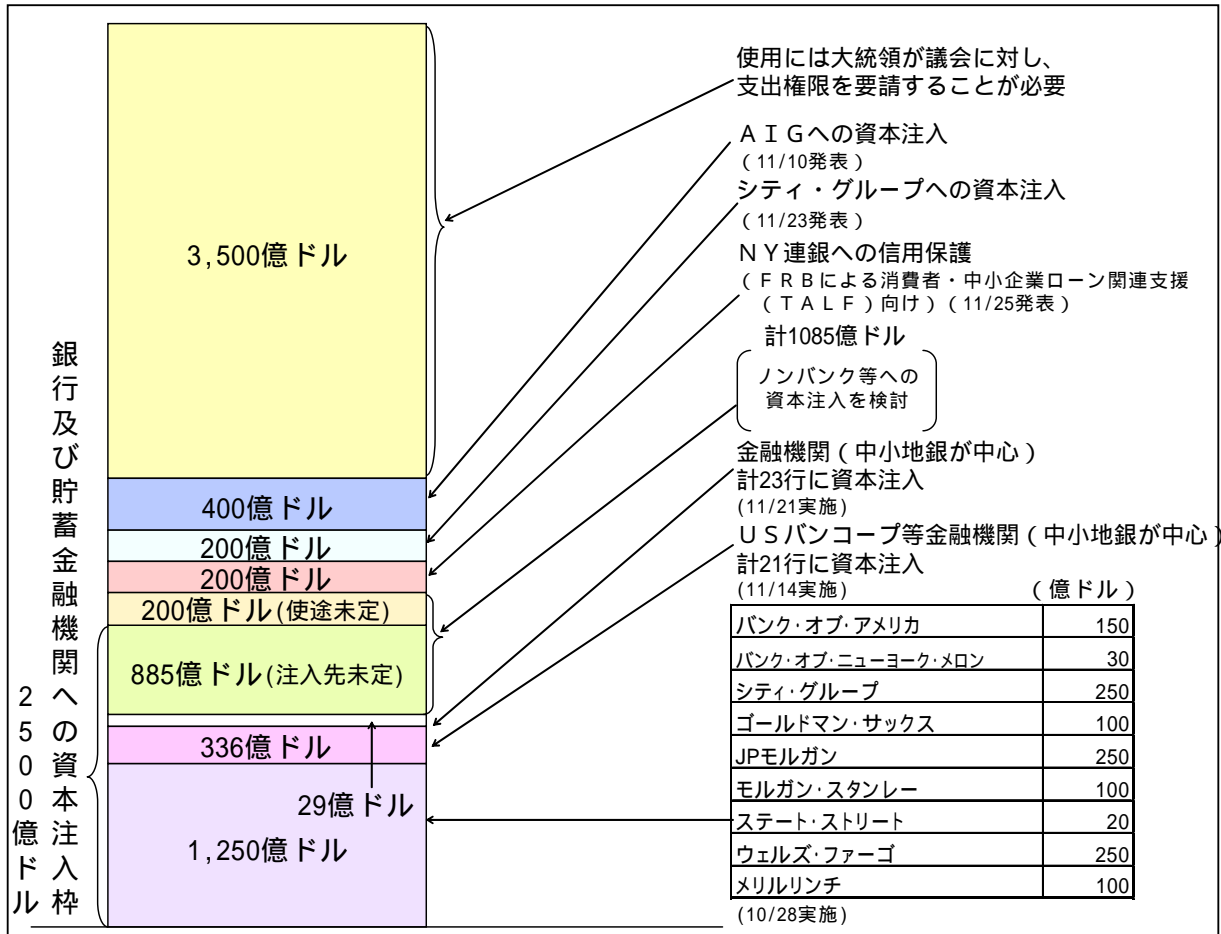 銀行及び貯蓄金融機関への資本注入枠
2500億ドル
3,500億ドル
400億ドル
200億ドル
200億ドル
200億ドル(使途未定)
885億ドル(注入先未定)
336億ドル
29億ドル
1,250億ドル
使用には大統領が議会に対し、
支出権限を要請することが必要
AIGへの資本注入
(11/10発表)
シティ・グループへの資本注入
(11/23発表)
NY連銀への信用保護
(FRBによる消費者・中小企業ローン関連支援
(TALF)向け)(11/25発表)
計1085億ドル
ノンバンク等への
資本注入を検討
金融機関(中小地銀が中心)
計23行に資本注入
(11/21実施)
USバンコープ等金融機関(中小地銀が中心)
計21行に資本注入
(11/14実施) (億ドル)
バンク・オブ・アメリカ 150
バンク・オブ・ニューヨーク・メロン 30
シティ・グループ 250
ゴールドマン・サックス 100
JPモルガン 250
モルガン・スタンレー 100
ステート・ストリート 20
ウェルズ・ファーゴ 250
メリルリンチ 100
(10/28実施)